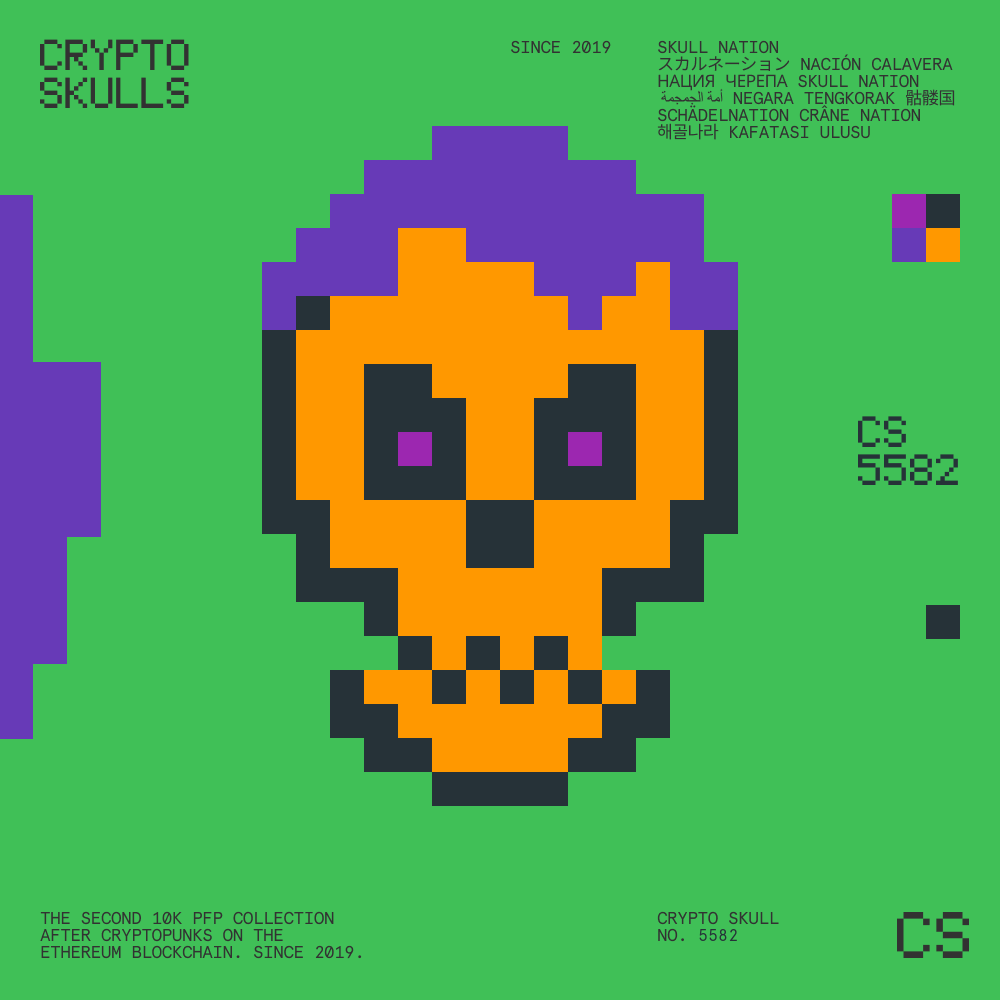 CRYPTO
SKULLS
SINCE 2019
SKULL NATION
スカルネーション NACIÓN CALAVERA
НАЦИЯ ЧЕРЕПА SKULL NATION
أمة الجمجمة NEGARA TENGKORAK 骷髅国
SCHÄDELNATION CRÂNE NATION
해골나라 KAFATASI ULUSU
CS
5582
THE SECOND 10K PFP COLLECTION
AFTER CRYPTOPUNKS ON THE
ETHEREUM BLOCKCHAIN. SINCE 2019.
CRYPTO SKULL
NO. 5582
CS